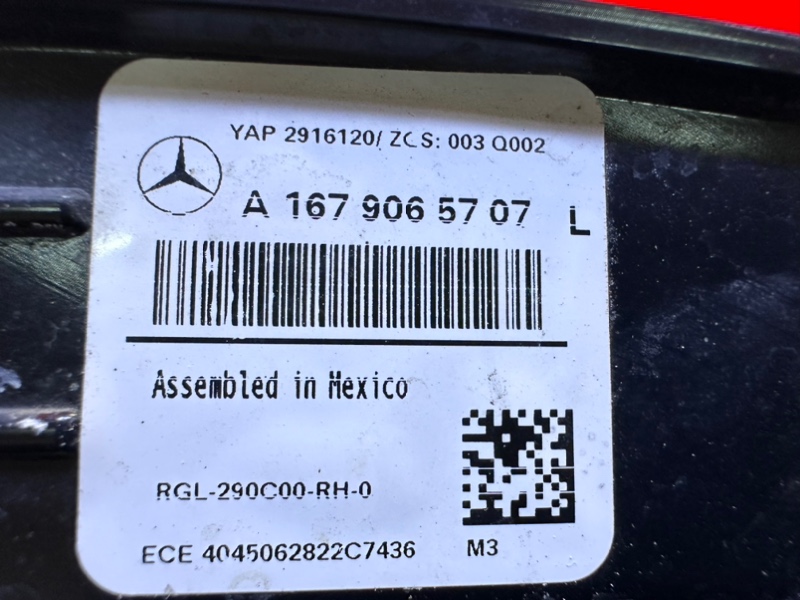 YAP 2916120/ ZCS: 003 Q002
A 167 906 57 07 L
Assembled in Mexico
RGL-290C00-RH-0
ECE 4045062822C7436 M3